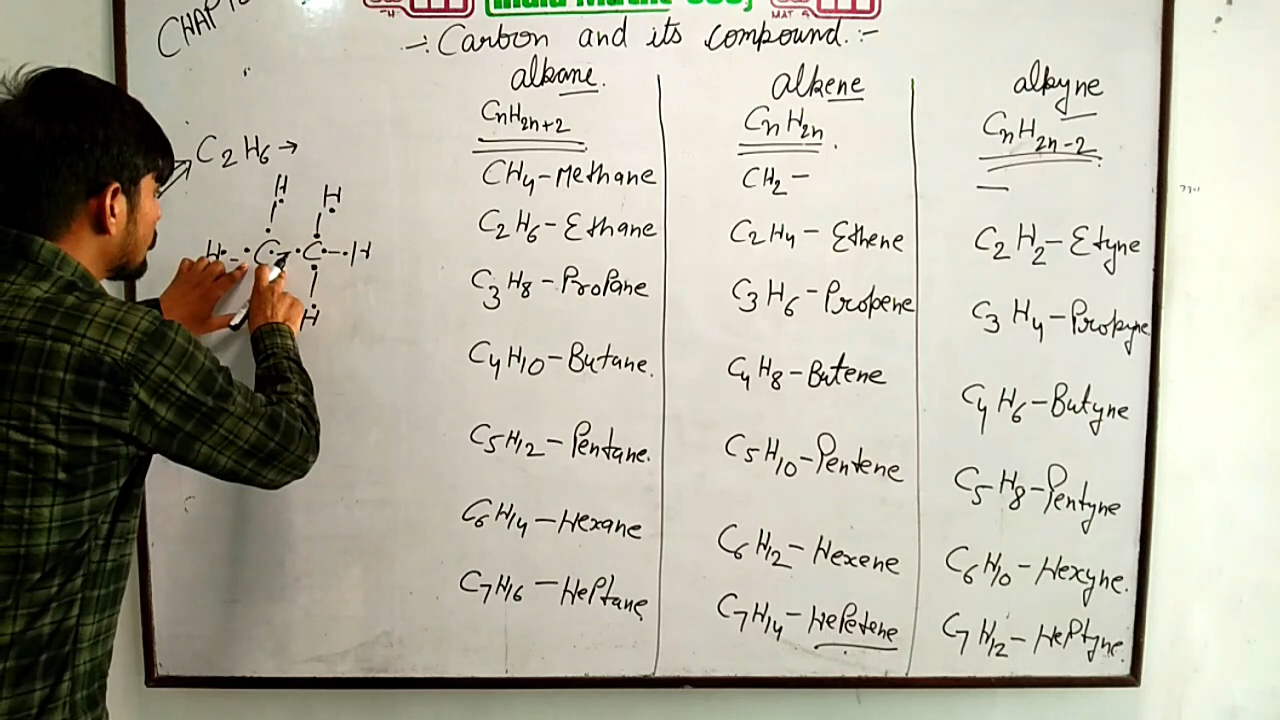 CHAPTE
MAT
-: Carbon and its compound. :-
alkane.
CnH2n+2
CH4-Methane
C2H6-Ethane
C3H8-Propane
C4H10-Butane.
C5H12-Pentane.
C6H14-Hexane
C7H16-Heptane
alkene
CnH2n.
CH2-
C2H4-Ethene
C3H6-Propene
C4H8-Butene
C5H10-Pentene
C6H12-Hexene
C7H14-Hepetene
alkyne
CnH2n-2
—
C2H2-Etyne
C3H4-Propyne
C4H6-Butyne
C5H8-Pentyne
C6H10-Hexyne.
C7H12-Heptyne.
C2H6→
H H
H-C-C-H
H